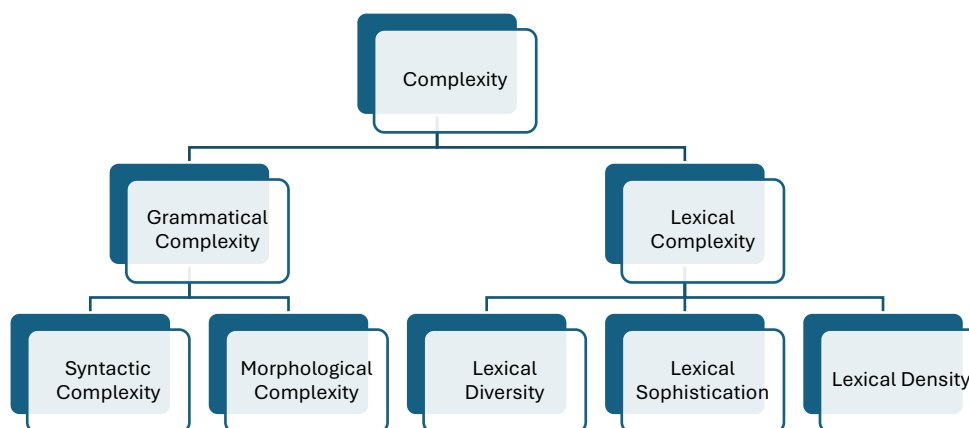 Complexity
Grammatical
Complexity
Lexical
Complexity
Syntactic
Complexity
Morphological
Complexity
Lexical
Diversity
Lexical
Sophistication
Lexical Density